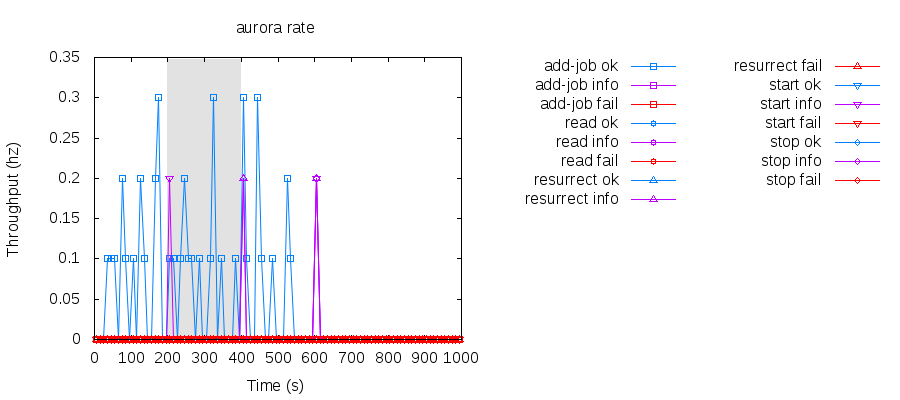 aurora rate
Throughput (hz)
0.35
0.3
0.25
0.2
0.15
0.1
0.05
0
0 100 200 300 400 500 600 700 800 900 1000
Time (s)
add-job ok
add-job info
add-job fail
read ok
read info
read fail
resurrect ok
resurrect info
resurrect fail
start ok
start info
start fail
stop ok
stop info
stop fail